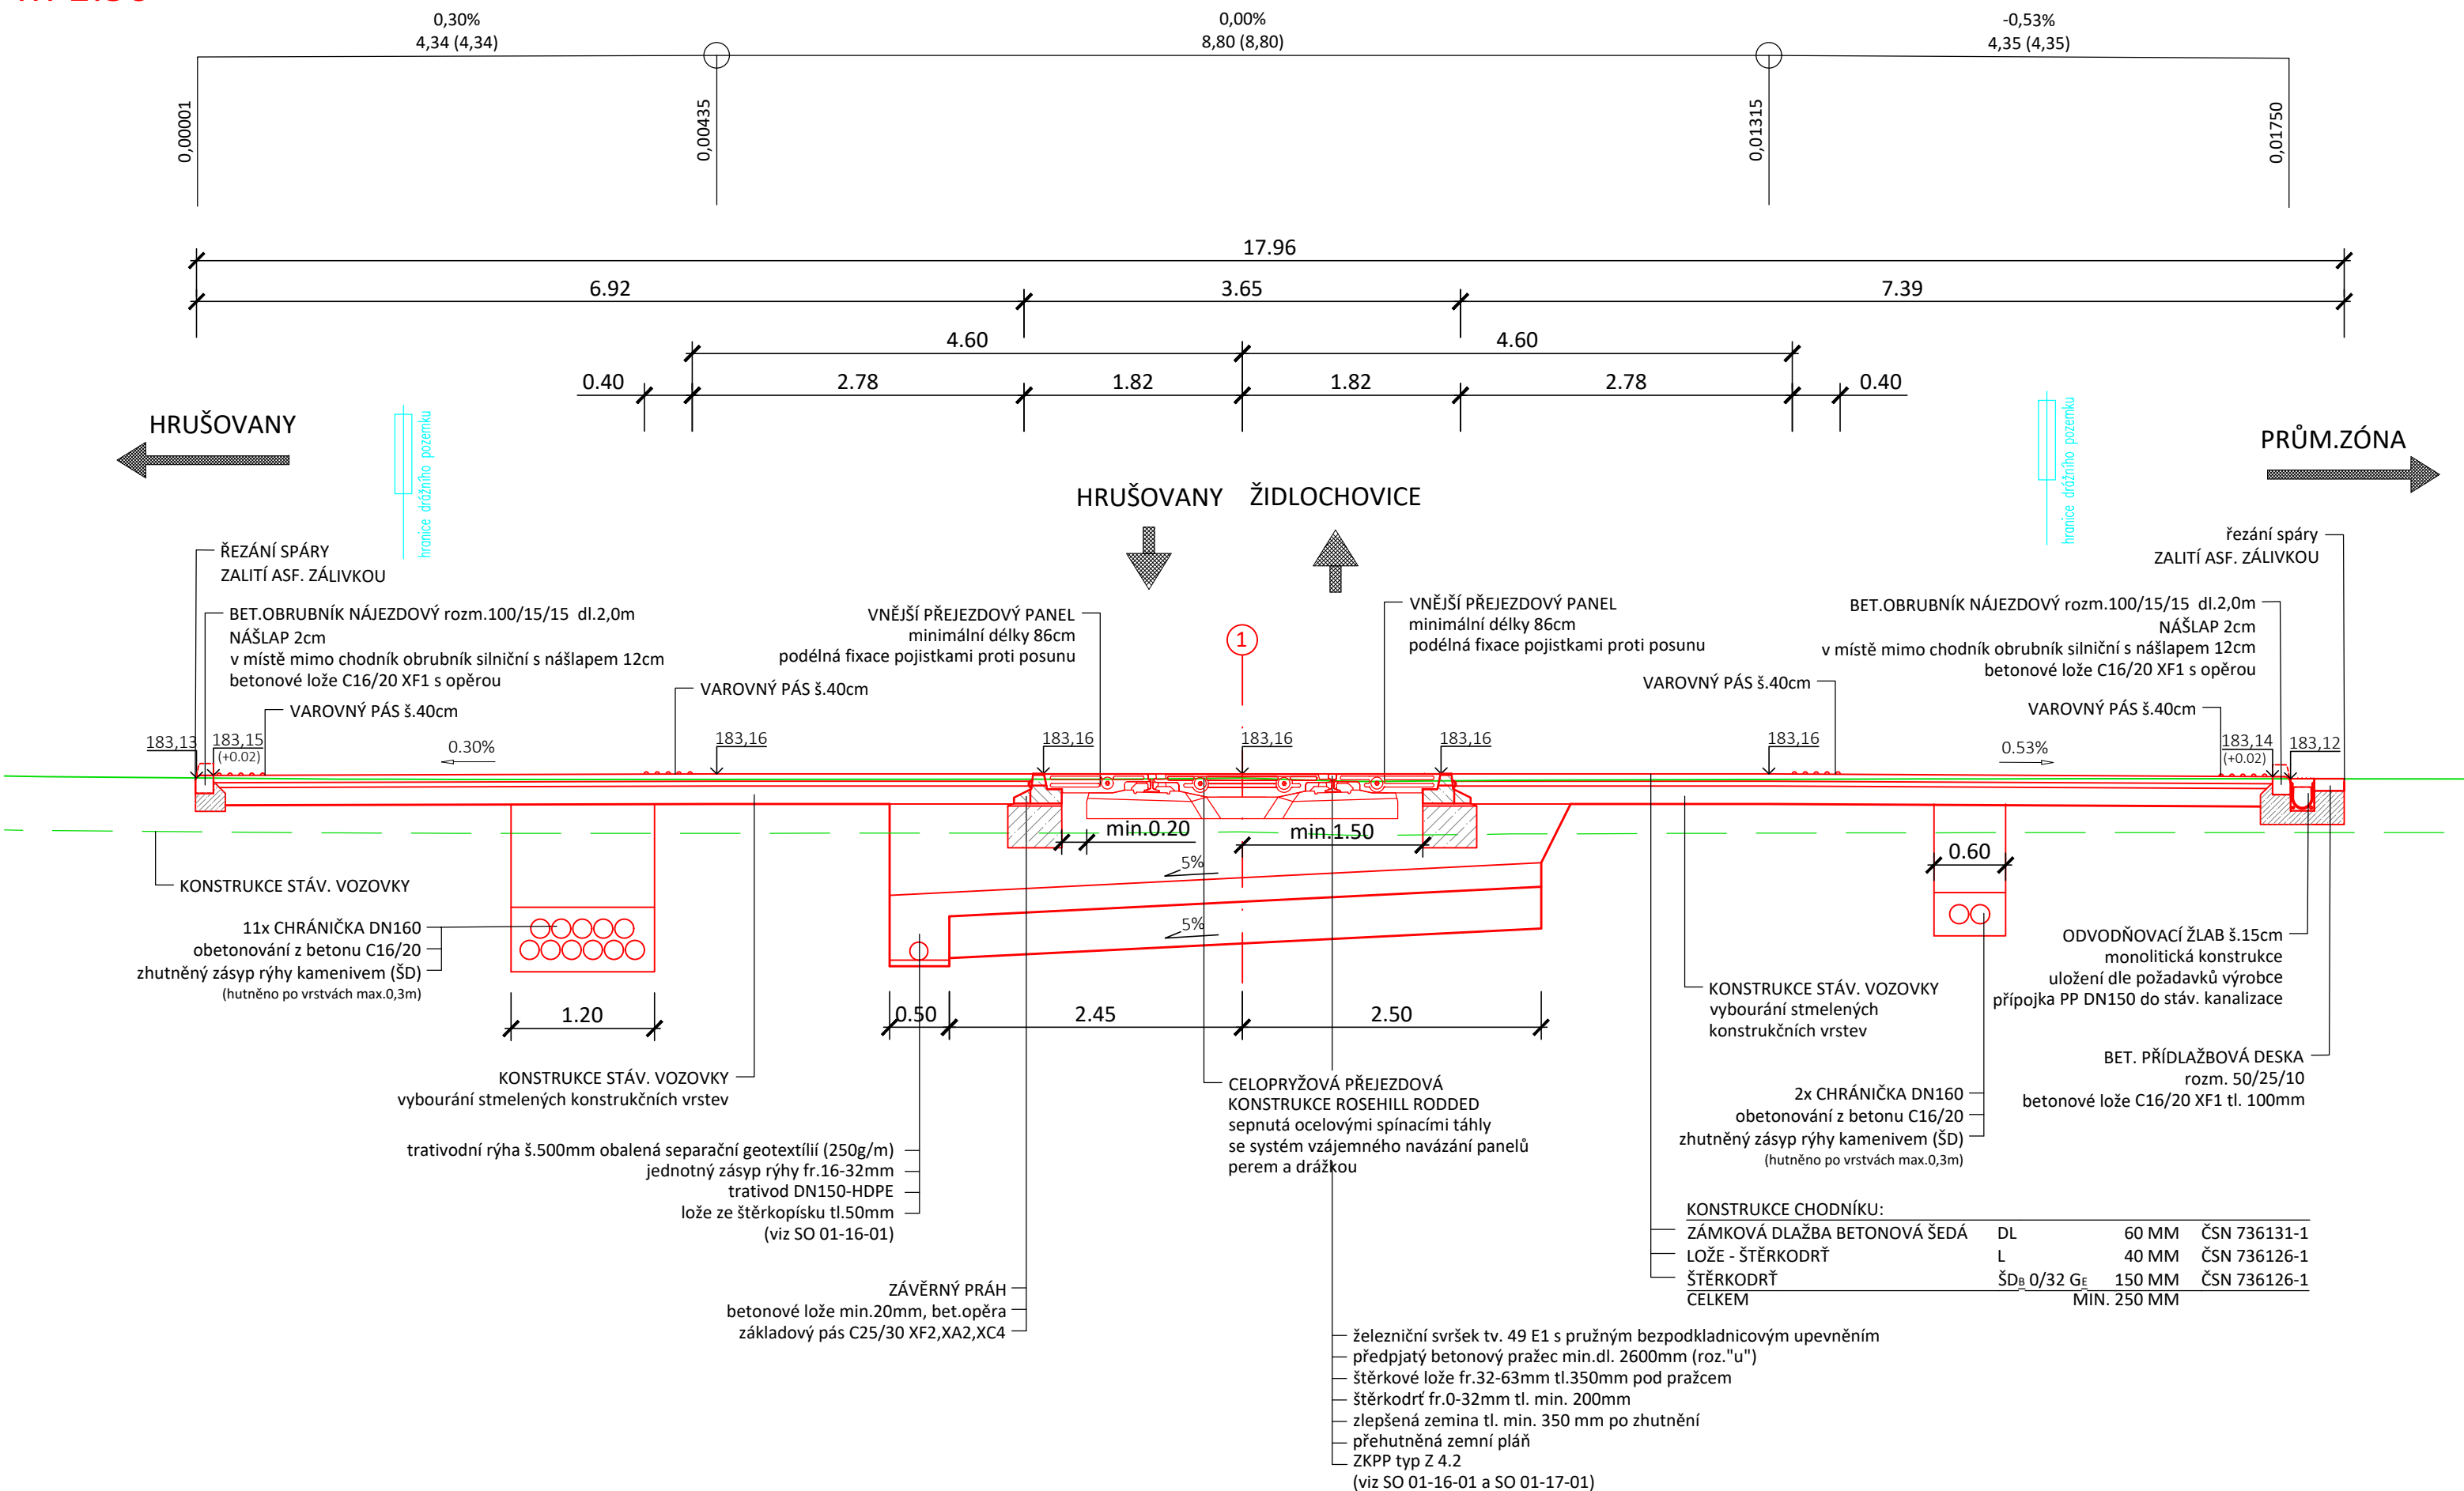 0,30%
4,34 (4,34)
0,00%
8,80 (8,80)
-0,53%
4,35 (4,35)
0,00001
0,00435
0,01315
0,01750
17.96
6.92
3.65
7.39
4.60
4.60
0.40
2.78
1.82
1.82
2.78
0.40
HRUŠOVANY
PRŮM.ZÓNA
hranice drážního pozemku
hranice drážního pozemku
HRUŠOVANY
ŽIDLOCHOVICE
ŘEZÁNÍ SPÁRY
ZALITÍ ASF. ZÁLIVKOU
řezání spáry
ZALITÍ ASF. ZÁLIVKOU
BET.OBRUBNÍK NÁJEZDOVÝ rozm.100/15/15 dl.2,0m
NÁŠLAP 2cm
v místě mimo chodník obrubník silniční s nášlapem 12cm
betonové lože C16/20 XF1 s opěrou
VNĚJŠÍ PŘEJEZDOVÝ PANEL
minimální délky 86cm
podélná fixace pojistkami proti posunu
1
VNĚJŠÍ PŘEJEZDOVÝ PANEL
minimální délky 86cm
podélná fixace pojistkami proti posunu
BET.OBRUBNÍK NÁJEZDOVÝ rozm.100/15/15 dl.2,0m
NÁŠLAP 2cm
v místě mimo chodník obrubník silniční s nášlapem 12cm
betonové lože C16/20 XF1 s opěrou
VAROVNÝ PÁS š.40cm
VAROVNÝ PÁS š.40cm
VAROVNÝ PÁS š.40cm
VAROVNÝ PÁS š.40cm
183,13
183,15
(+0.02)
0.30%
183,16
183,16
183,16
183,16
183,16
0.53%
183,14
(+0.02)
183,12
min.0.20
min.1.50
5%
5%
0.60
KONSTRUKCE STÁV. VOZOVKY
11x CHRÁNIČKA DN160
obetonování z betonu C16/20
zhutněný zásyp rýhy kamenivem (ŠD)
(hutněno po vrstvách max.0,3m)
1.20
0.50
2.45
2.50
KONSTRUKCE STÁV. VOZOVKY
vybourání stmelených
konstrukčních vrstev
ODVODŇOVACÍ ŽLAB š.15cm
monolitická konstrukce
uložení dle požadavků výrobce
přípojka PP DN150 do stáv. kanalizace
KONSTRUKCE STÁV. VOZOVKY
vybourání stmelených konstrukčních vrstev
CELOPRYŽOVÁ PŘEJEZDOVÁ
KONSTRUKCE ROSEHILL RODDED
sepnutá ocelovými spínacími táhly
se systém vzájemného navázání panelů
perem a drážkou
BET. PŘÍDLAŽBOVÁ DESKA
rozm. 50/25/10
betonové lože C16/20 XF1 tl. 100mm
2x CHRÁNIČKA DN160
obetonování z betonu C16/20
zhutněný zásyp rýhy kamenivem (ŠD)
(hutněno po vrstvách max.0,3m)
trativodní rýha š.500mm obalená separační geotextílií (250g/m)
jednotný zásyp rýhy fr.16-32mm
trativod DN150-HDPE
lože ze štěrkopísku tl.50mm
(viz SO 01-16-01)
KONSTRUKCE CHODNÍKU:
ZÁMKOVÁ DLAŽBA BETONOVÁ ŠEDÁ DL 60 MM ČSN 736131-1
LOŽE - ŠTĚRKODRŤ L 40 MM ČSN 736126-1
ŠTĚRKODRŤ ŠDB 0/32 GE 150 MM ČSN 736126-1
CELKEM MIN. 250 MM
ZÁVĚRNÝ PRÁH
betonové lože min.20mm, bet.opěra
základový pás C25/30 XF2,XA2,XC4
železniční svršek tv. 49 E1 s pružným bezpodkladnicovým upevněním
předpjatý betonový pražec min.dl. 2600mm (roz."u")
štěrkové lože fr.32-63mm tl.350mm pod pražcem
štěrkodrť fr.0-32mm tl. min. 200mm
zlepšená zemina tl. min. 350 mm po zhutnění
přehutněná zemní pláň
ZKPP typ Z 4.2
(viz SO 01-16-01 a SO 01-17-01)